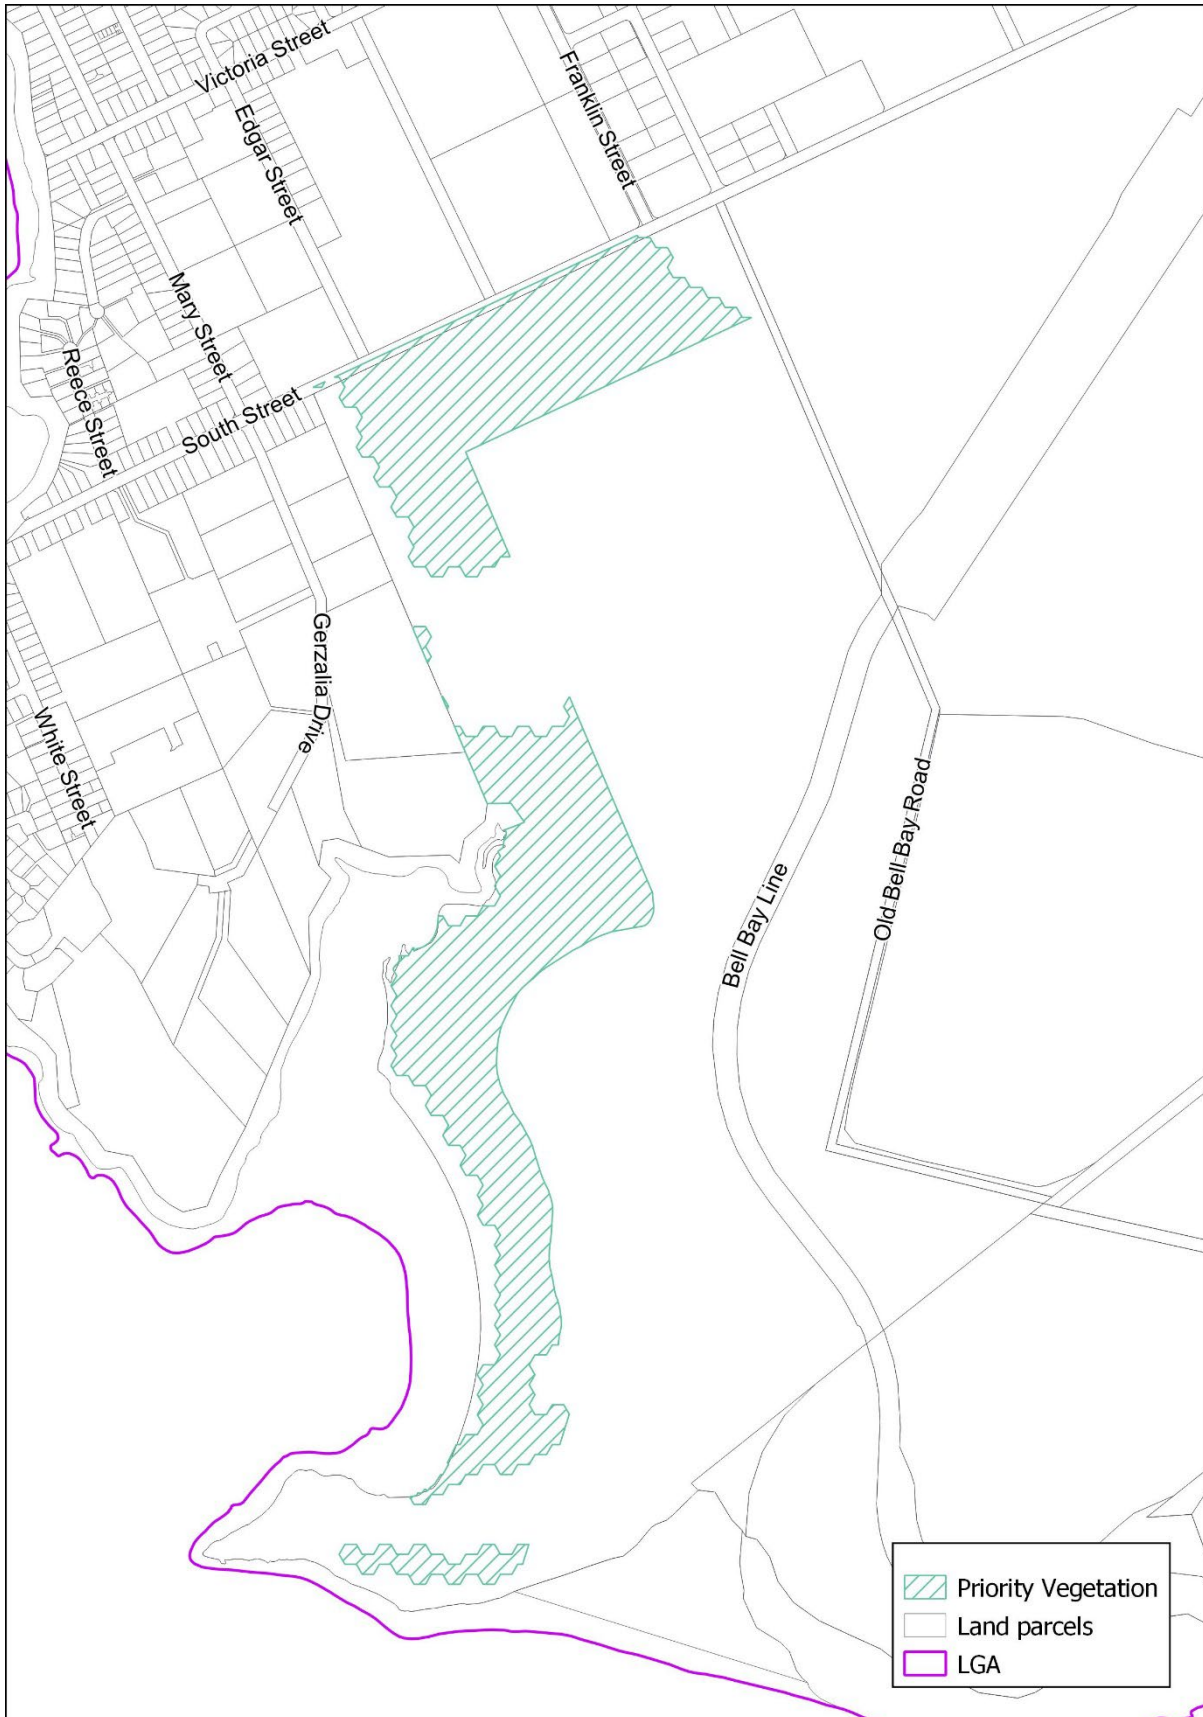 Victoria Street
Franklin Street
Edgar Street
Mary Street
Reece Street
South Street
Gerzalia Drive
White Street
Bell Bay Line
Old Bell Bay Road
Priority Vegetation
Land parcels
LGA